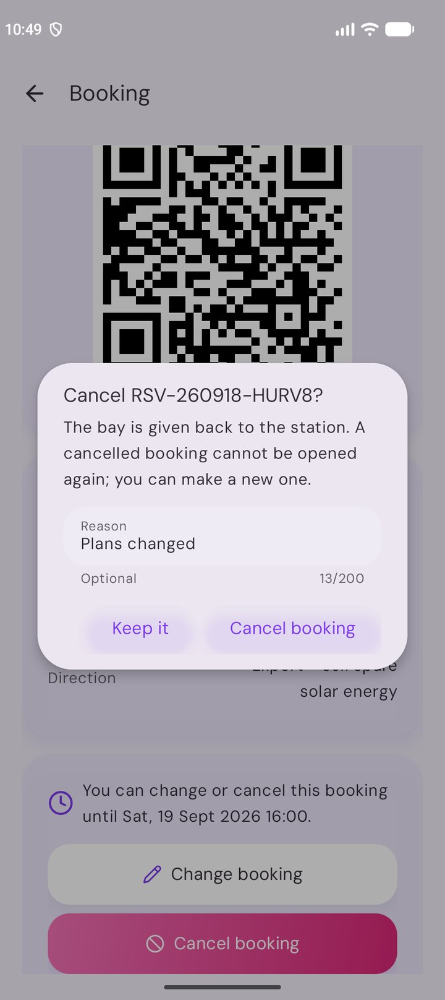 10:49
Booking
Cancel RSV-260918-HURV8?
The bay is given back to the station. A
cancelled booking cannot be opened
again; you can make a new one.
Reason
Plans changed
Optional 13/200
Keep it Cancel booking
Direction
solar energy
You can change or cancel this booking
until Sat, 19 Sept 2026 16:00.
Change booking
Cancel booking